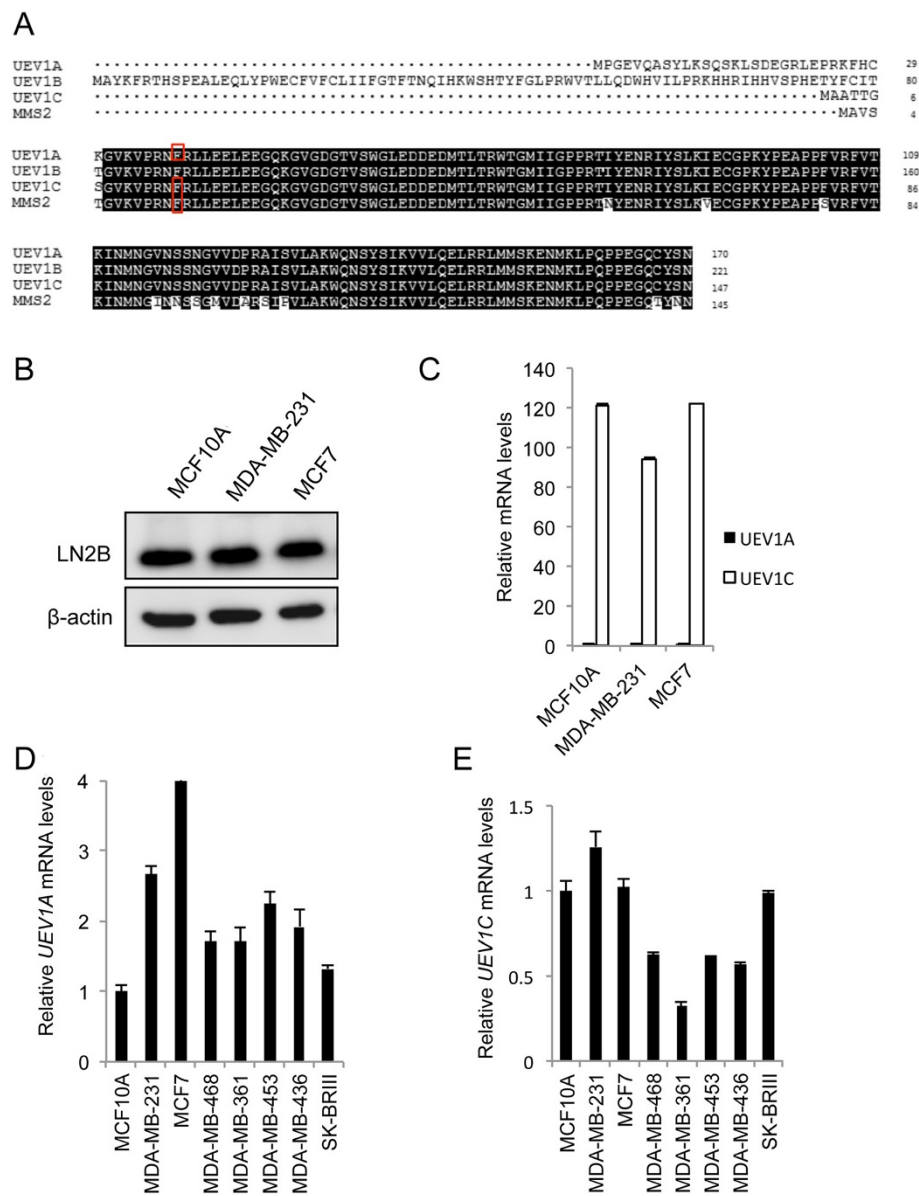 A
UEV1A ··························································· MPGEVQASYLKSQSKLSDEGRLEPRKFHC 29
UEV1B MAYKFRTHSPEALEQLYPWECFVFCLIIFGTFTNQIHKWSHTYFGLPRWVTLLQDWHVILPRKHHRIHHVSPHETYFCIT 80
UEV1C ·········································································· MAATTG 6
MMS2 ············································································ MAVS 4
UEV1A KGVKVPRNFRLLEELEEGQKGVGDGTVSWGLEDDEDMTLTRWTGMIIGPPRTIYENRIYSLKIECGPKYPEAPPFVRFVT 109
UEV1B TGVKVPRNFRLLEELEEGQKGVGDGTVSWGLEDDEDMTLTRWTGMIIGPPRTIYENRIYSLKIECGPKYPEAPPFVRFVT 160
UEV1C SGVKVPRNFRLLEELEEGQKGVGDGTVSWGLEDDEDMTLTRWTGMIIGPPRTIYENRIYSLKIECGPKYPEAPPFVRFVT 86
MMS2 TGVKVPRNFRLLEELEEGQKGVGDGTVSWGLEDDEDMTLTRWTGMIIGPPRTNYENRIYSLKVECGPKYPEAPPSVRFVT 84
UEV1A KINMNGVNSSNGVVDPRAISVLAKWQNSYSIKVVLQELRRLMMSKENMKLPQPPEGQCYSN 170
UEV1B KINMNGVNSSNGVVDPRAISVLAKWQNSYSIKVVLQELRRLMMSKENMKLPQPPEGQCYSN 221
UEV1C KINMNGVNSSNGVVDPRAISVLAKWQNSYSIKVVLQELRRLMMSKENMKLPQPPEGQCYSN 147
MMS2 KINMNGINNSSGMVDARSIPVLAKWQNSYSIKVVLQELRRLMMSKENMKLPQPPEGQTYNN 145
B
MCF10A
MDA-MB-231
MCF7
LN2B
β-actin
C
Relative mRNA levels
140
120
100
80
60
40
20
0
MCF10A
MDA-MB-231
MCF7
UEV1A
UEV1C
D
Relative UEV1A mRNA levels
4
3
2
1
0
MCF10A
MDA-MB-231
MCF7
MDA-MB-468
MDA-MB-361
MDA-MB-453
MDA-MB-436
SK-BRIII
E
Relative UEV1C mRNA levels
1.5
1
0.5
0
MCF10A
MDA-MB-231
MCF7
MDA-MB-468
MDA-MB-361
MDA-MB-453
MDA-MB-436
SK-BRIII